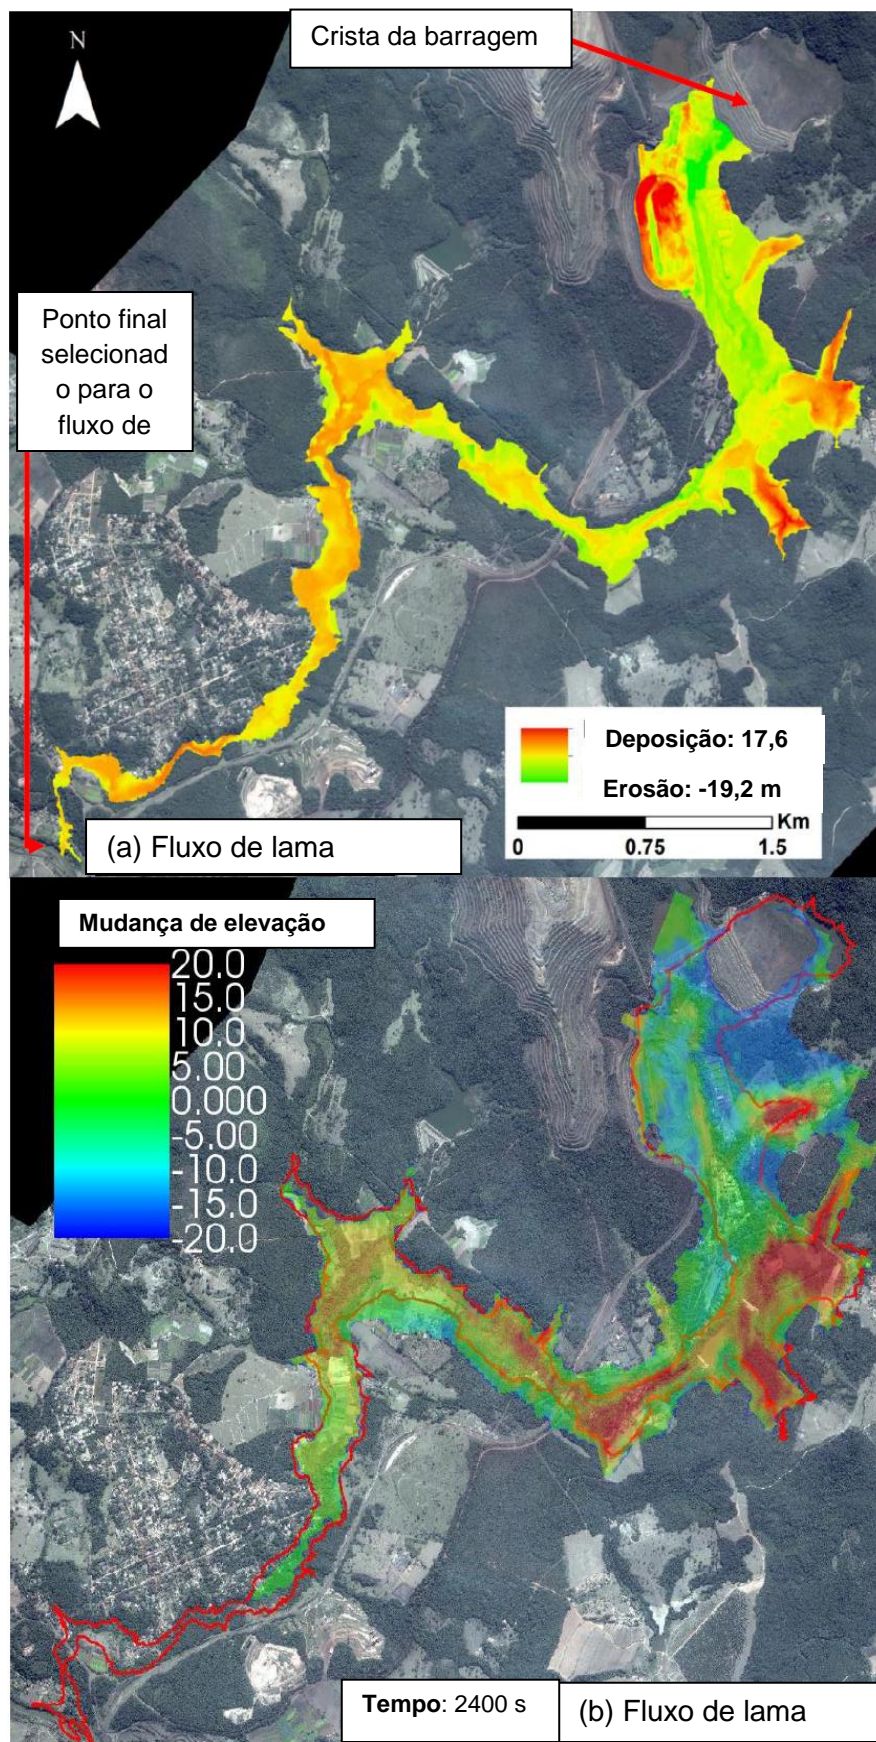 Crista da barragem
N
Ponto final
selecionad
o para o
fluxo de
Deposição: 17,6
Erosão: -19,2 m
Km
0 0.75 1.5
(a) Fluxo de lama
Mudança de elevação
20.0
15.0
10.0
5.00
0.000
-5.00
-10.0
-15.0
-20.0
Tempo: 2400 s
(b) Fluxo de lama